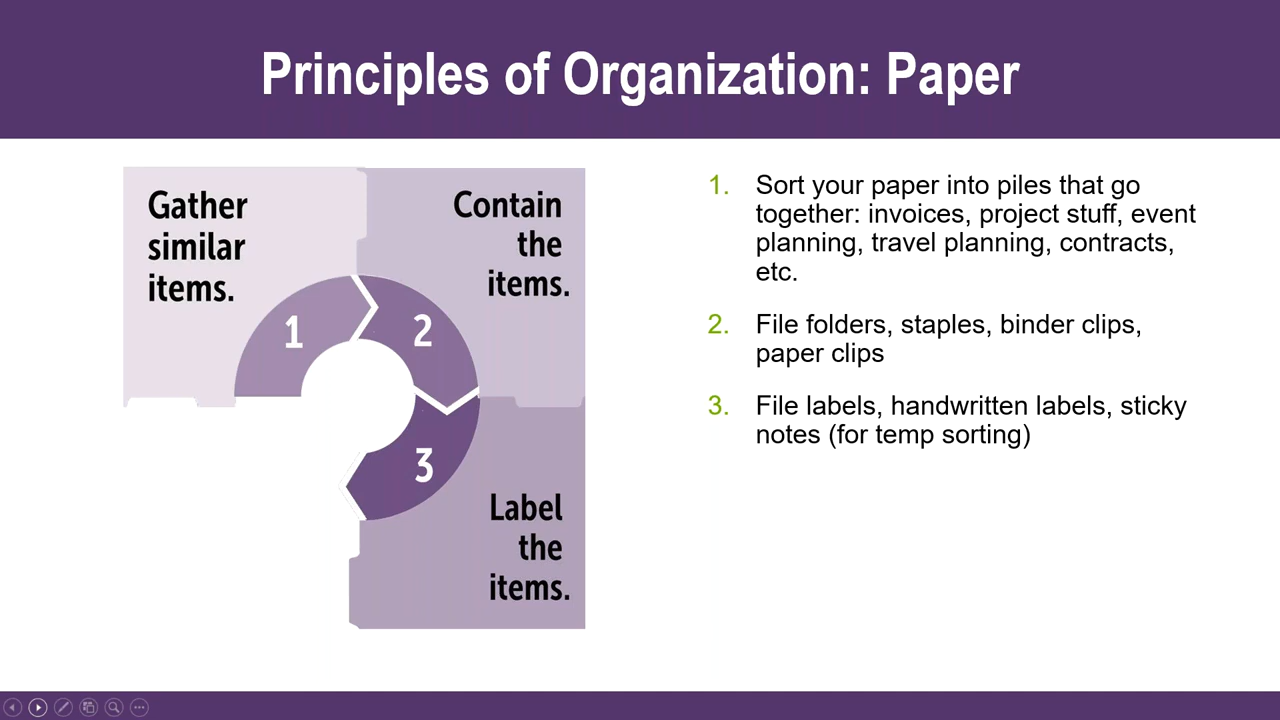 Principles of Organization: Paper
Gather
similar
items.
Contain
the
items.
1
2
3
Label
the
items.
1. Sort your paper into piles that go
together: invoices, project stuff, event
planning, travel planning, contracts,
etc.
2. File folders, staples, binder clips,
paper clips
3. File labels, handwritten labels, sticky
notes (for temp sorting)